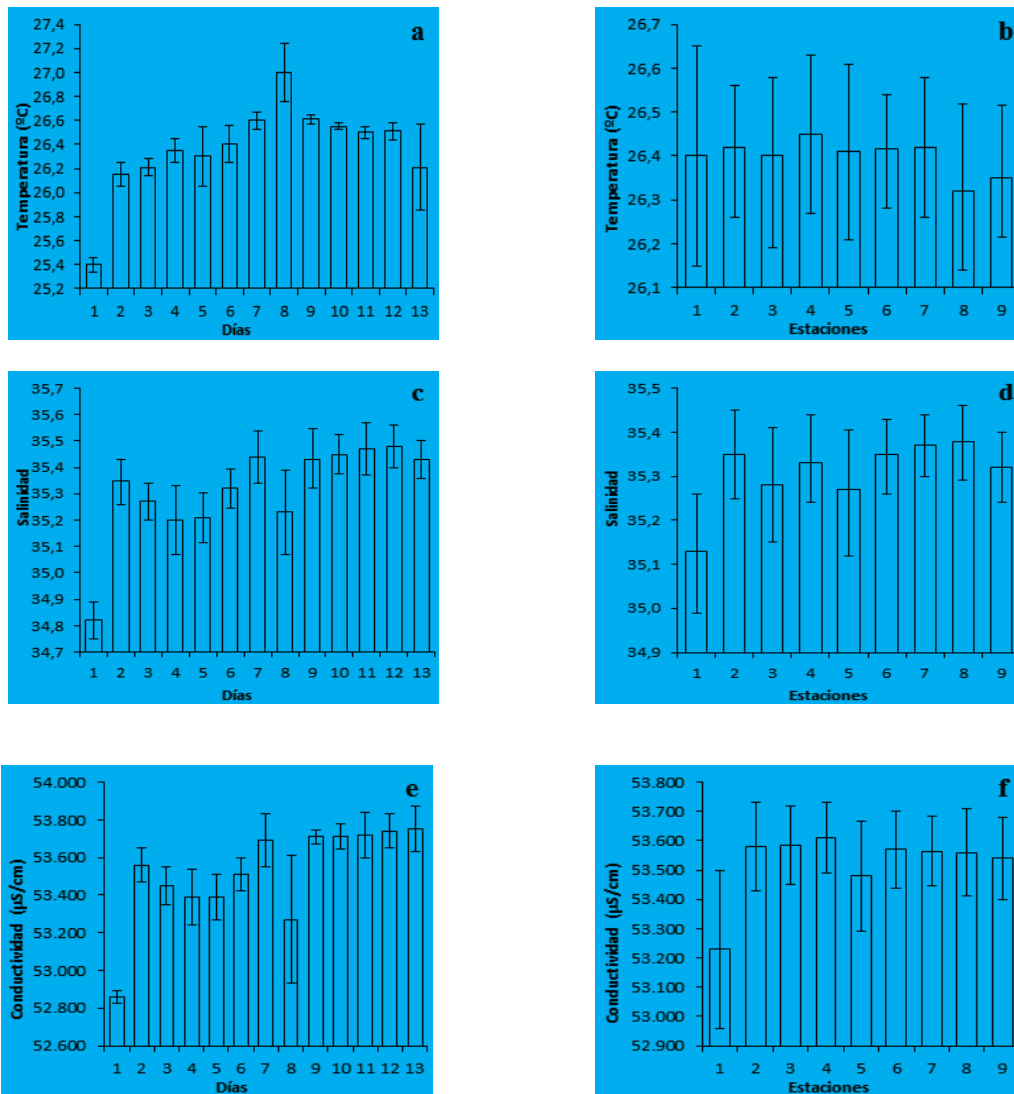 a
27,4
27,2
27,0
26,8
26,6
26,4
26,2
26,0
25,8
25,6
25,4
25,2
Temperatura (ºC)
1 2 3 4 5 6 7 8 9 10 11 12 13
Días
b
26,7
26,6
26,5
26,4
26,3
26,2
26,1
Temperatura (ºC)
1 2 3 4 5 6 7 8 9
Estaciones
c
35,7
35,6
35,5
35,4
35,3
35,2
35,1
35,0
34,9
34,8
34,7
Salinidad
1 2 3 4 5 6 7 8 9 10 11 12 13
Días
d
35,5
35,4
35,3
35,2
35,1
35,0
34,9
Salinidad
1 2 3 4 5 6 7 8 9
Estaciones
e
54.000
53.800
53.600
53.400
53.200
53.000
52.800
52.600
Conductividad (µS/cm)
1 2 3 4 5 6 7 8 9 10 11 12 13
Días
f
53.800
53.700
53.600
53.500
53.400
53.300
53.200
53.100
53.000
52.900
Conductividad (µS/cm)
1 2 3 4 5 6 7 8 9
Estaciones